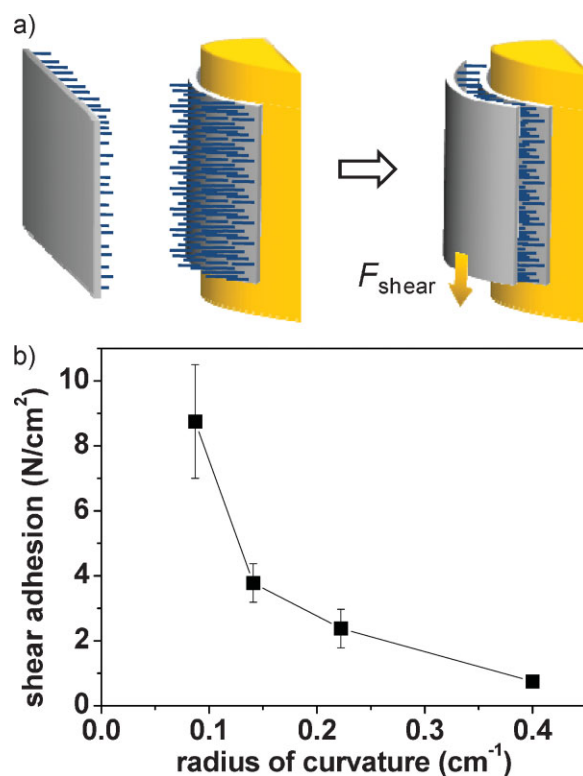 a)
F shear
b)
shear adhesion (N/cm²)
10
8
6
4
2
0
0.0 0.1 0.2 0.3 0.4
radius of curvature (cm⁻¹)